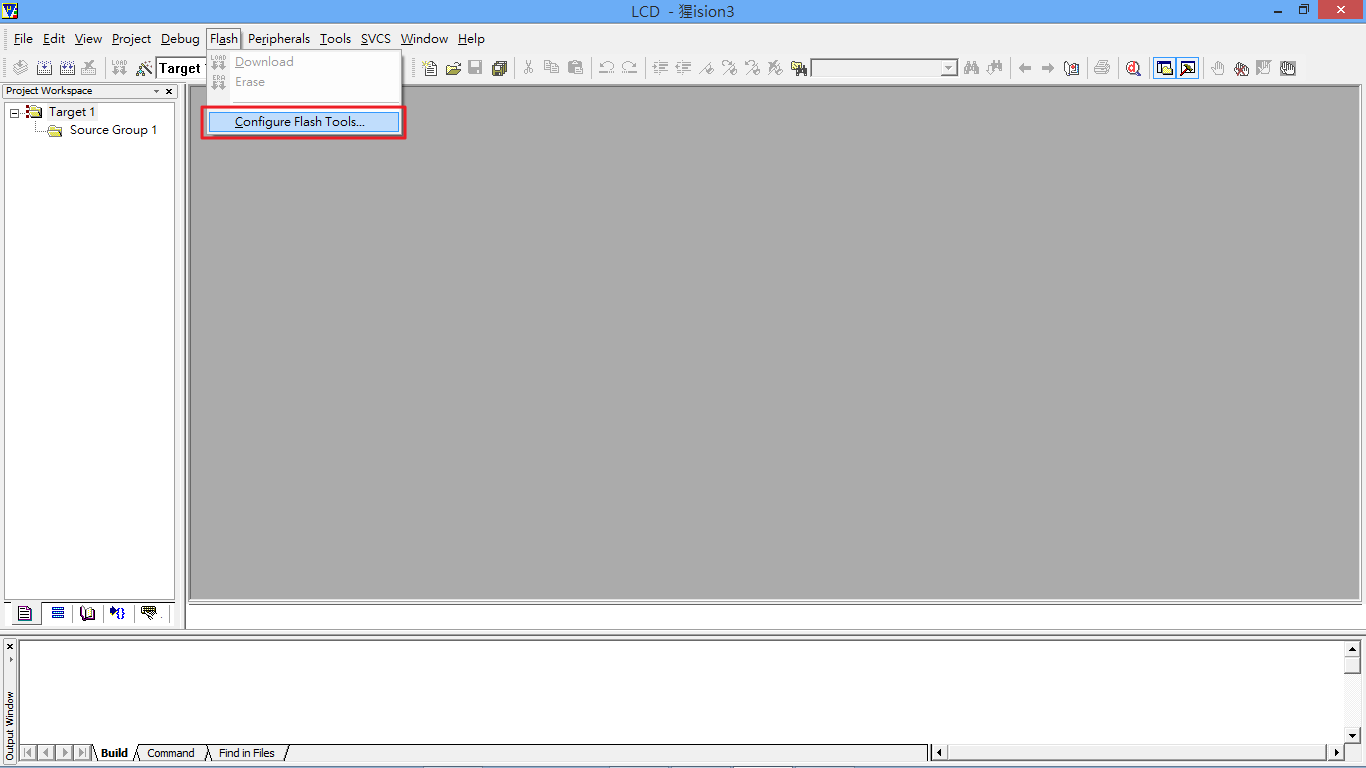 LCD - 猩ision3
File Edit View Project Debug Flash Peripherals Tools SVCS Window Help
LOAD Target
LOAD Download
ERA Erase
Configure Flash Tools...
Project Workspace
Target 1
Source Group 1
Output Window
Build Command Find in Files